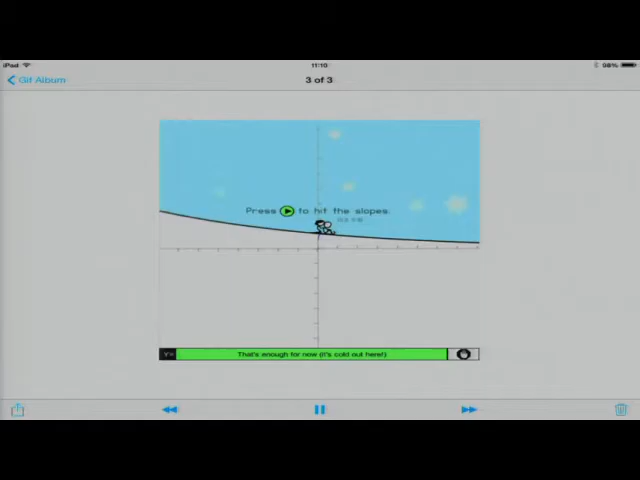 iPad
11:10
98%
Gif Album
3 of 3
Press to hit the slopes.
Y=
That's enough for now (it's cold out here!)